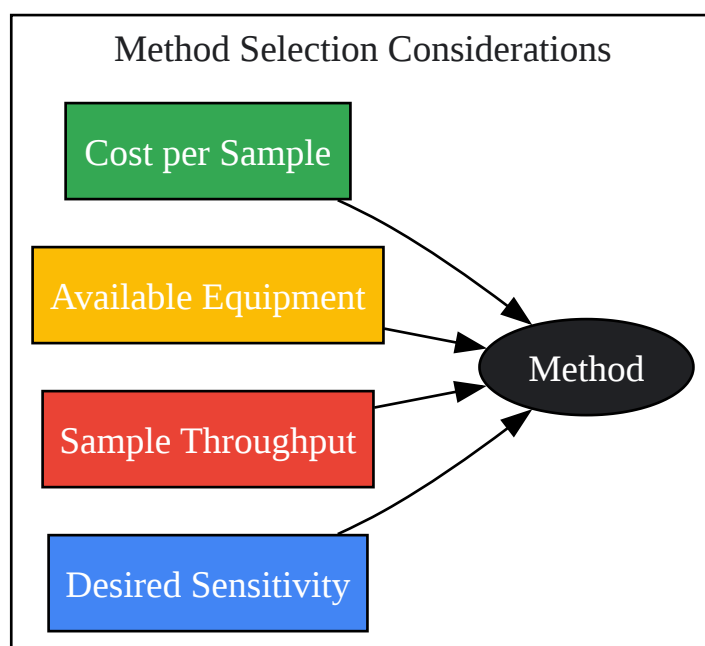 Method Selection Considerations
Cost per Sample
Available Equipment
Method
Sample Throughput
Desired Sensitivity